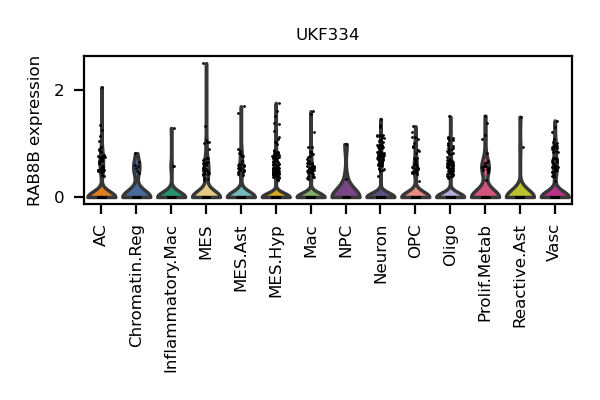 UKF334
RAB8B expression
2
0
AC
Chromatin.Reg
Inflammatory.Mac
MES
MES.Ast
MES.Hyp
Mac
NPC
Neuron
OPC
Oligo
Prolif.Metab
Reactive.Ast
Vasc